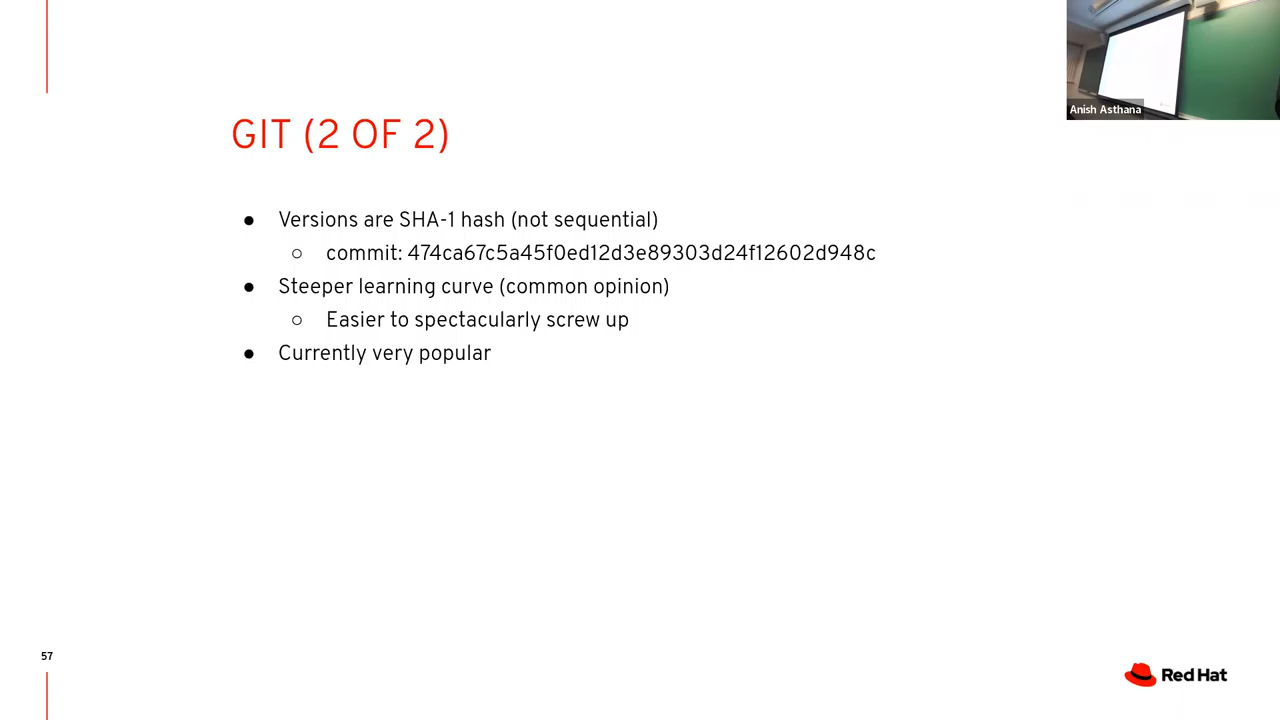 Anish Asthana
GIT (2 OF 2)
● Versions are SHA-1 hash (not sequential)
○ commit: 474ca67c5a45f0ed12d3e89303d24f12602d948c
● Steeper learning curve (common opinion)
○ Easier to spectacularly screw up
● Currently very popular
57
Red Hat